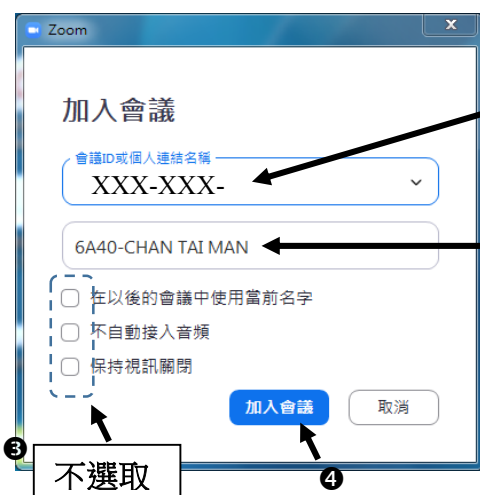 Zoom
x
加入會議
會議ID或個人連結名稱
XXX-XXX-
6A40-CHAN TAI MAN
在以後的會議中使用當前名字
不自動接入音頻
保持視訊關閉
加入會議 取消
❸
不選取
❹